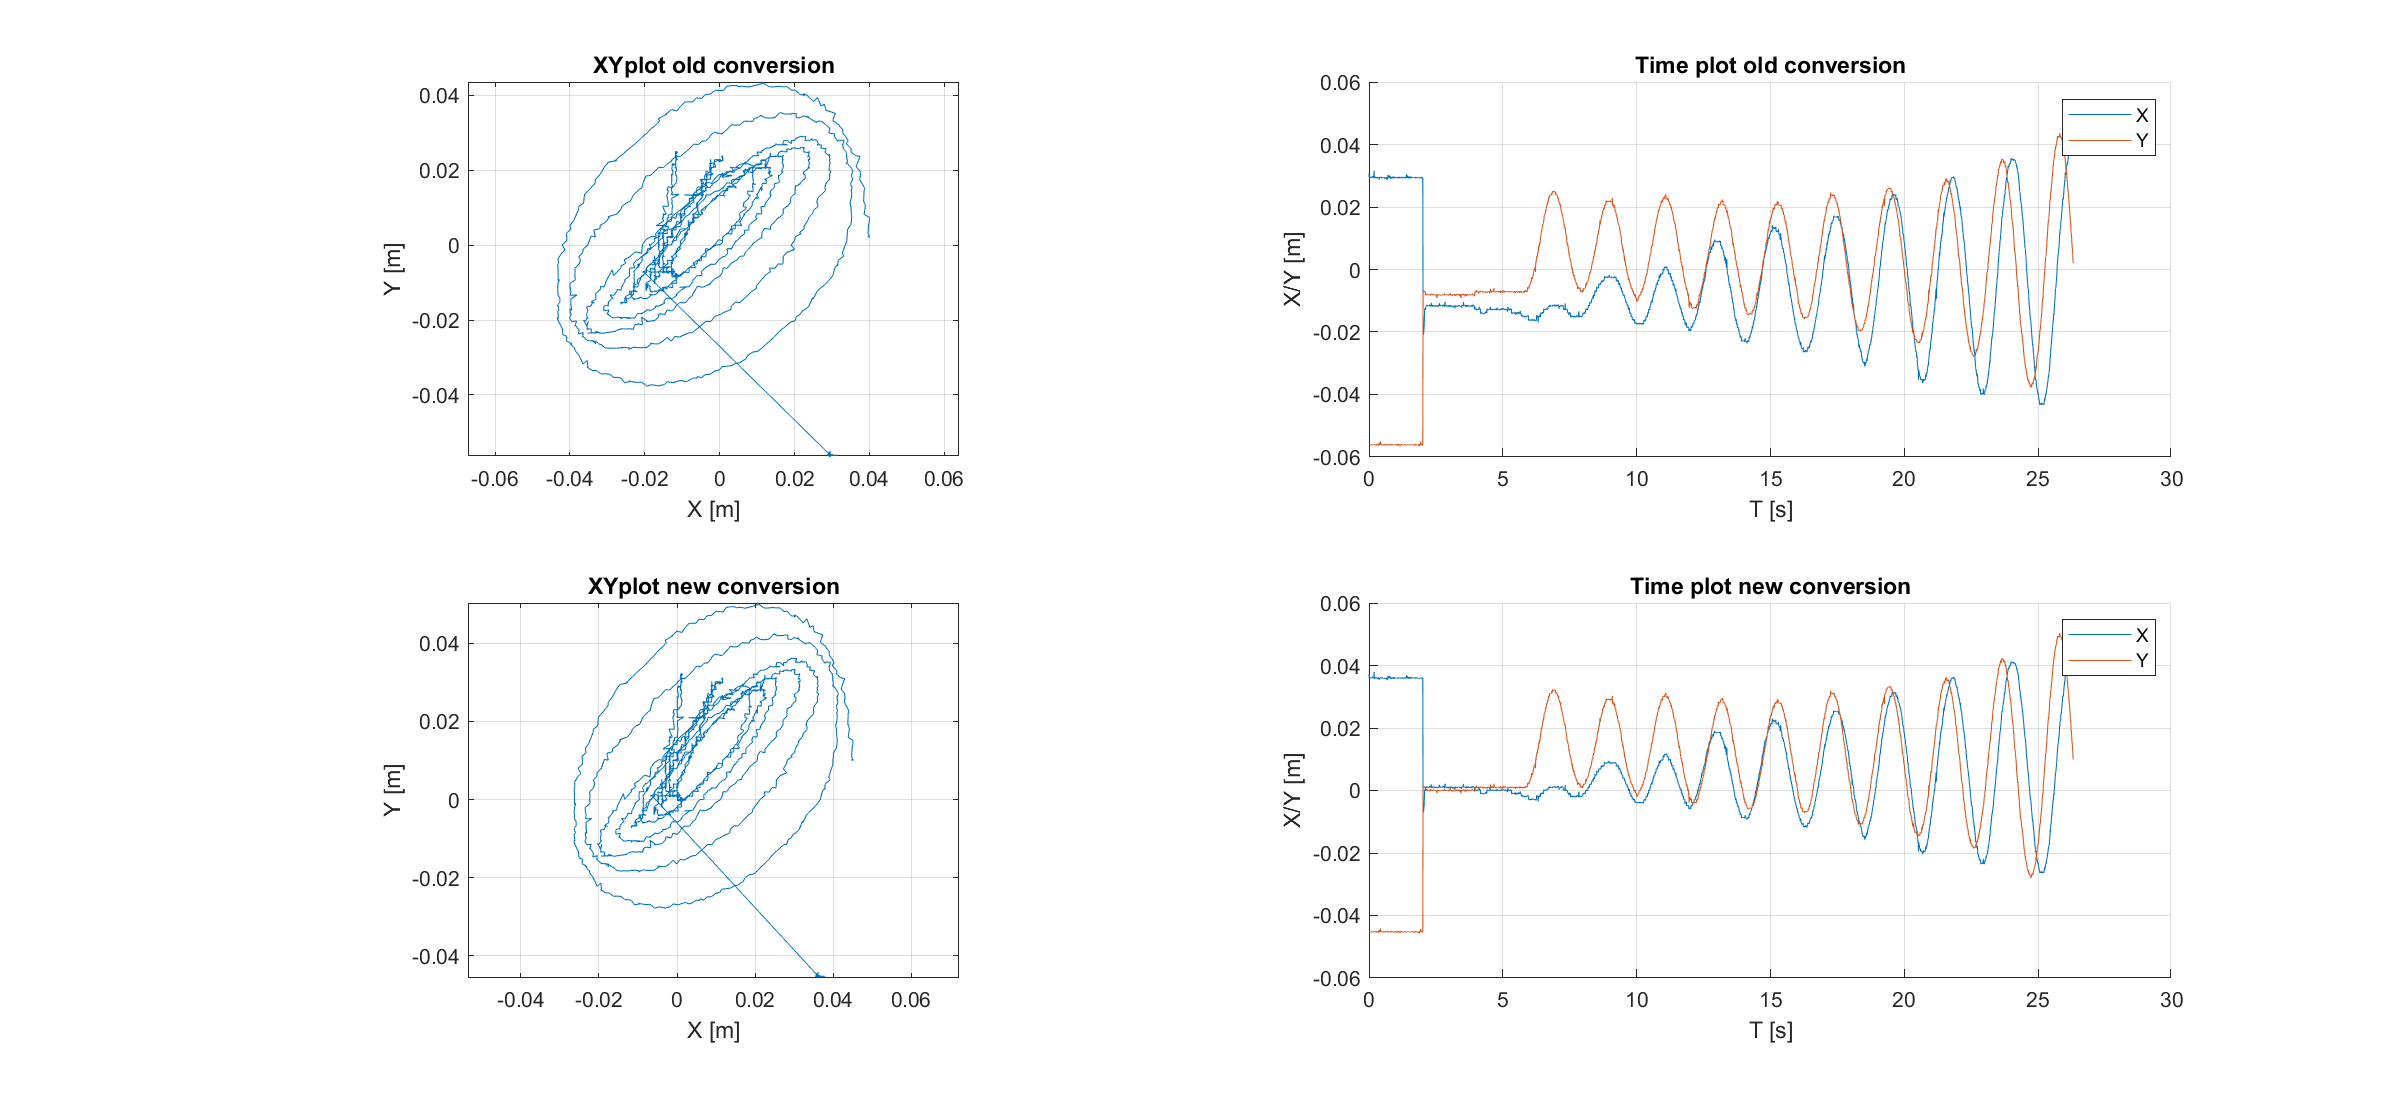 XYplot old conversion
0.04
0.02
0
-0.02
-0.04
Y [m]
-0.06 -0.04 -0.02 0 0.02 0.04 0.06
X [m]
Time plot old conversion
0.06
0.04
0.02
0
-0.02
-0.04
-0.06
X/Y [m]
X
Y
0 5 10 15 20 25 30
T [s]
XYplot new conversion
0.04
0.02
0
-0.02
-0.04
Y [m]
-0.04 -0.02 0 0.02 0.04 0.06
X [m]
Time plot new conversion
0.06
0.04
0.02
0
-0.02
-0.04
-0.06
X/Y [m]
X
Y
0 5 10 15 20 25 30
T [s]